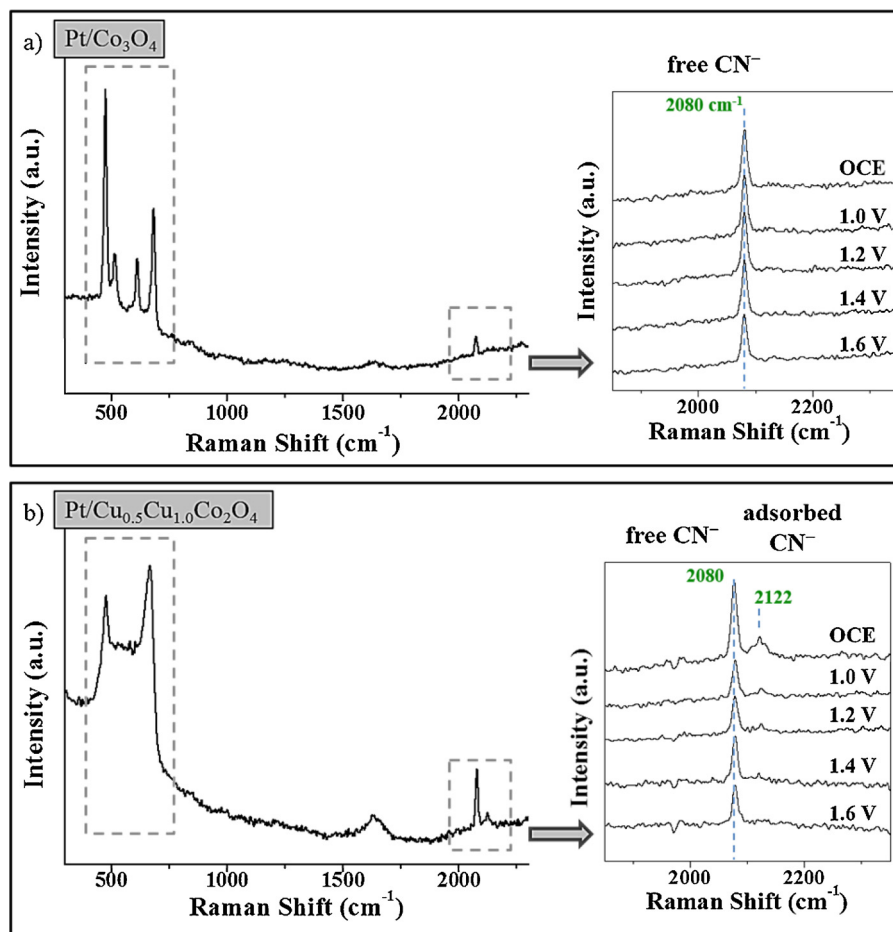 a)
Pt/Co₃O₄
Intensity (a.u.)
500
1000
1500
2000
Raman Shift (cm⁻¹)
free CN⁻
2080 cm⁻¹
Intensity (a.u.)
OCE
1.0 V
1.2 V
1.4 V
1.6 V
2000
2200
Raman Shift (cm⁻¹)
b)
Pt/Cu₀.₅Cu₁.₀Co₂O₄
Intensity (a.u.)
500
1000
1500
2000
Raman Shift (cm⁻¹)
free CN⁻
adsorbed
CN⁻
2080
2122
Intensity (a.u.)
OCE
1.0 V
1.2 V
1.4 V
1.6 V
2000
2200
Raman Shift (cm⁻¹)